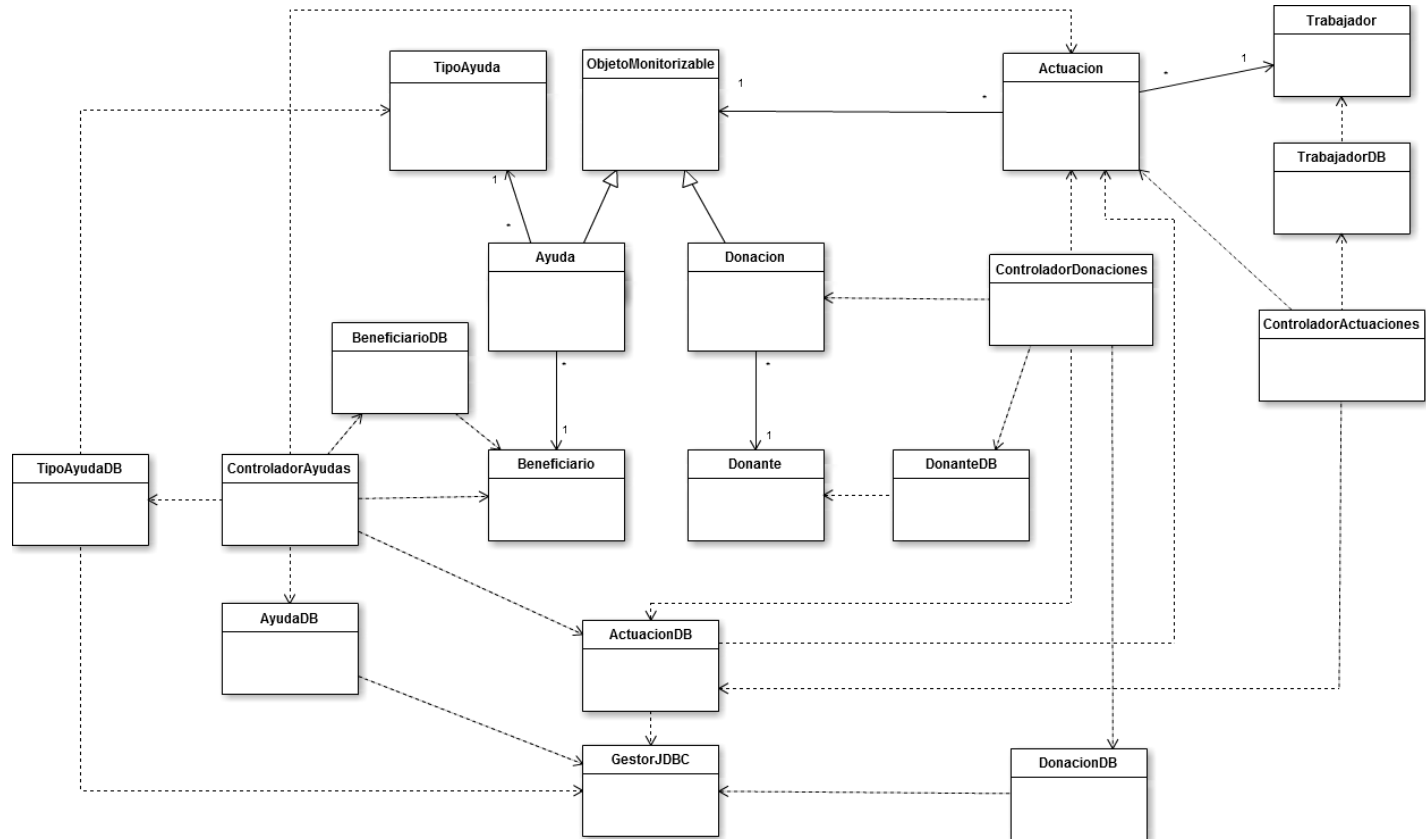 Trabajador
TipoAyuda
ObjetoMonitorizable
Actuacion
1
*
*
1
TrabajadorDB
1
*
Ayuda
Donacion
ControladorDonaciones
ControladorActuaciones
BeneficiarioDB
*
*
1
1
TipoAyudaDB
ControladorAyudas
Beneficiario
Donante
DonanteDB
AyudaDB
ActuacionDB
GestorJDBC
DonacionDB